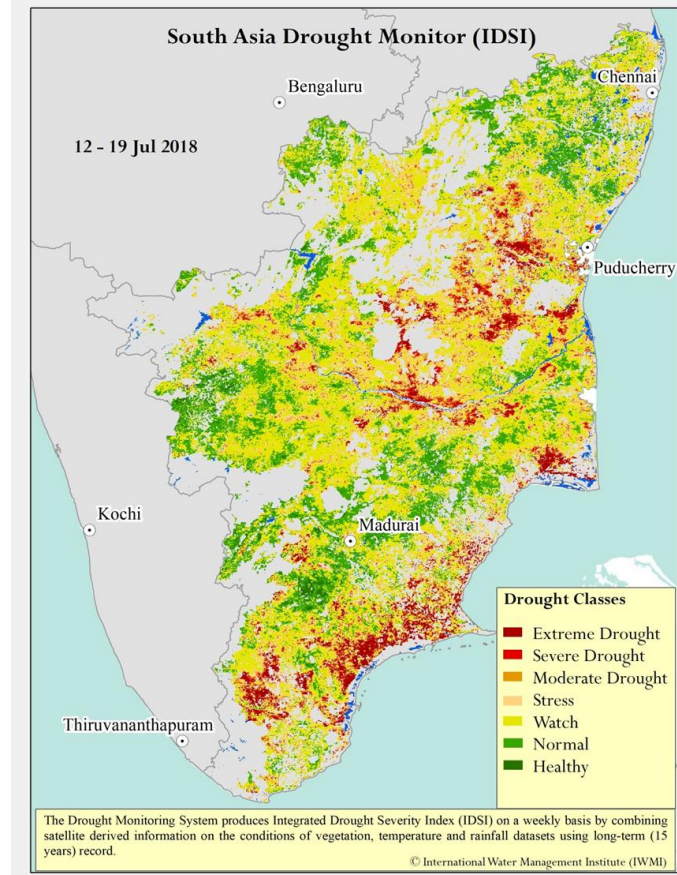 South Asia Drought Monitor (IDSI)
Bengaluru
Chennai
12 - 19 Jul 2018
Puducherry
Kochi
Madurai
Thiruvananthapuram
Drought Classes
Extreme Drought
Severe Drought
Moderate Drought
Stress
Watch
Normal
Healthy
The Drought Monitoring System produces Integrated Drought Severity Index (IDSI) on a weekly basis by combining
satellite derived information on the conditions of vegetation, temperature and rainfall datasets using long-term (15
years) record.
© International Water Management Institute (IWMI)